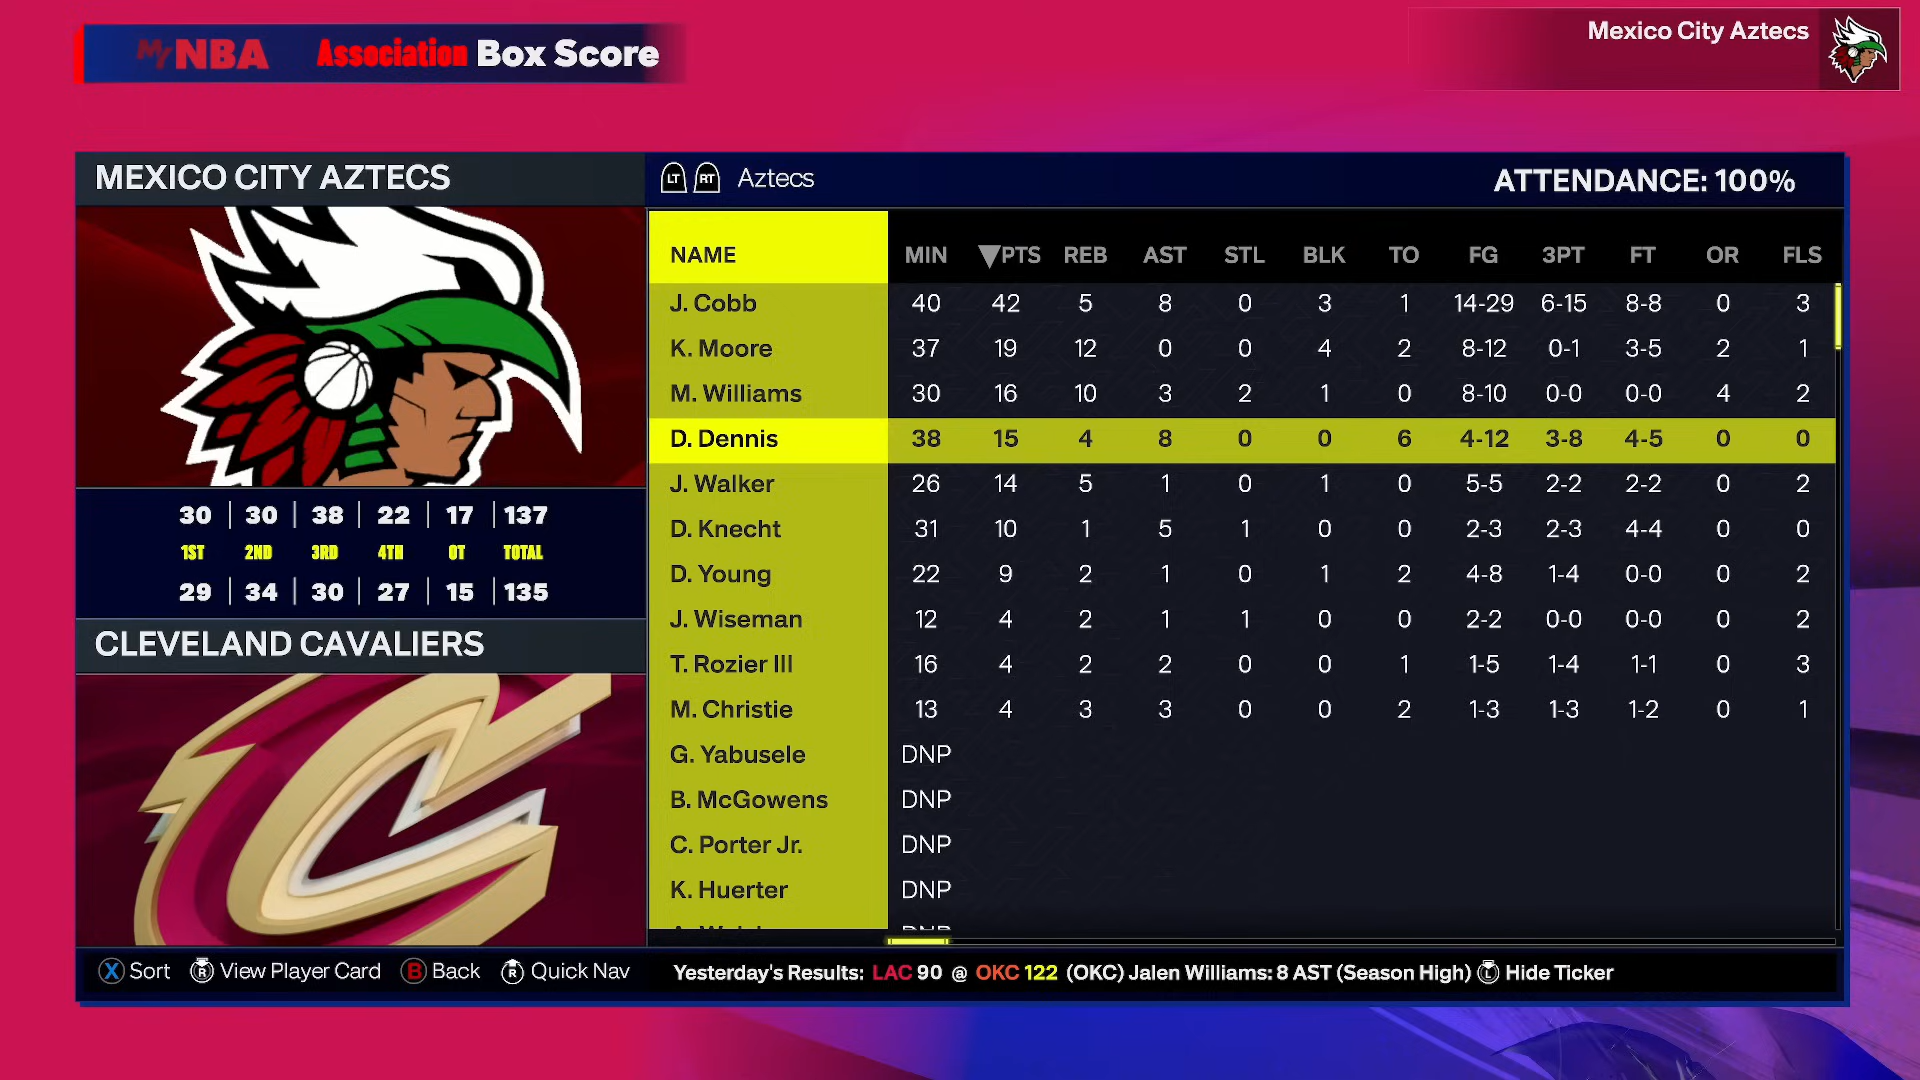 My NBA Association Box Score
Mexico City Aztecs
MEXICO CITY AZTECS
30 30 38 22 17 137
1ST 2ND 3RD 4TH OT TOTAL
29 34 30 27 15 135
CLEVELAND CAVALIERS
LT RT Aztecs ATTENDANCE: 100%
NAME MIN PTS REB AST STL BLK TO FG 3PT FT OR FLS
J. Cobb 40 42 5 8 0 3 1 14-29 6-15 8-8 0 3
K. Moore 37 19 12 0 0 4 2 8-12 0-1 3-5 2 1
M. Williams 30 16 10 3 2 1 0 8-10 0-0 0-0 4 2
D. Dennis 38 15 4 8 0 0 6 4-12 3-8 4-5 0 0
J. Walker 26 14 5 1 0 1 0 5-5 2-2 2-2 0 2
D. Knecht 31 10 1 5 1 0 0 2-3 2-3 4-4 0 0
D. Young 22 9 2 1 0 1 2 4-8 1-4 0-0 0 2
J. Wiseman 12 4 2 1 1 0 0 2-2 0-0 0-0 0 2
T. Rozier III 16 4 2 2 0 0 1 1-5 1-4 1-1 0 3
M. Christie 13 4 3 3 0 0 2 1-3 1-3 1-2 0 1
G. Yabusele DNP
B. McGowens DNP
C. Porter Jr. DNP
K. Huerter DNP
DNP
X Sort R View Player Card B Back R Quick Nav
Yesterday's Results: LAC 90 @ OKC 122 (OKC) Jalen Williams: 8 AST (Season High) L Hide Ticker